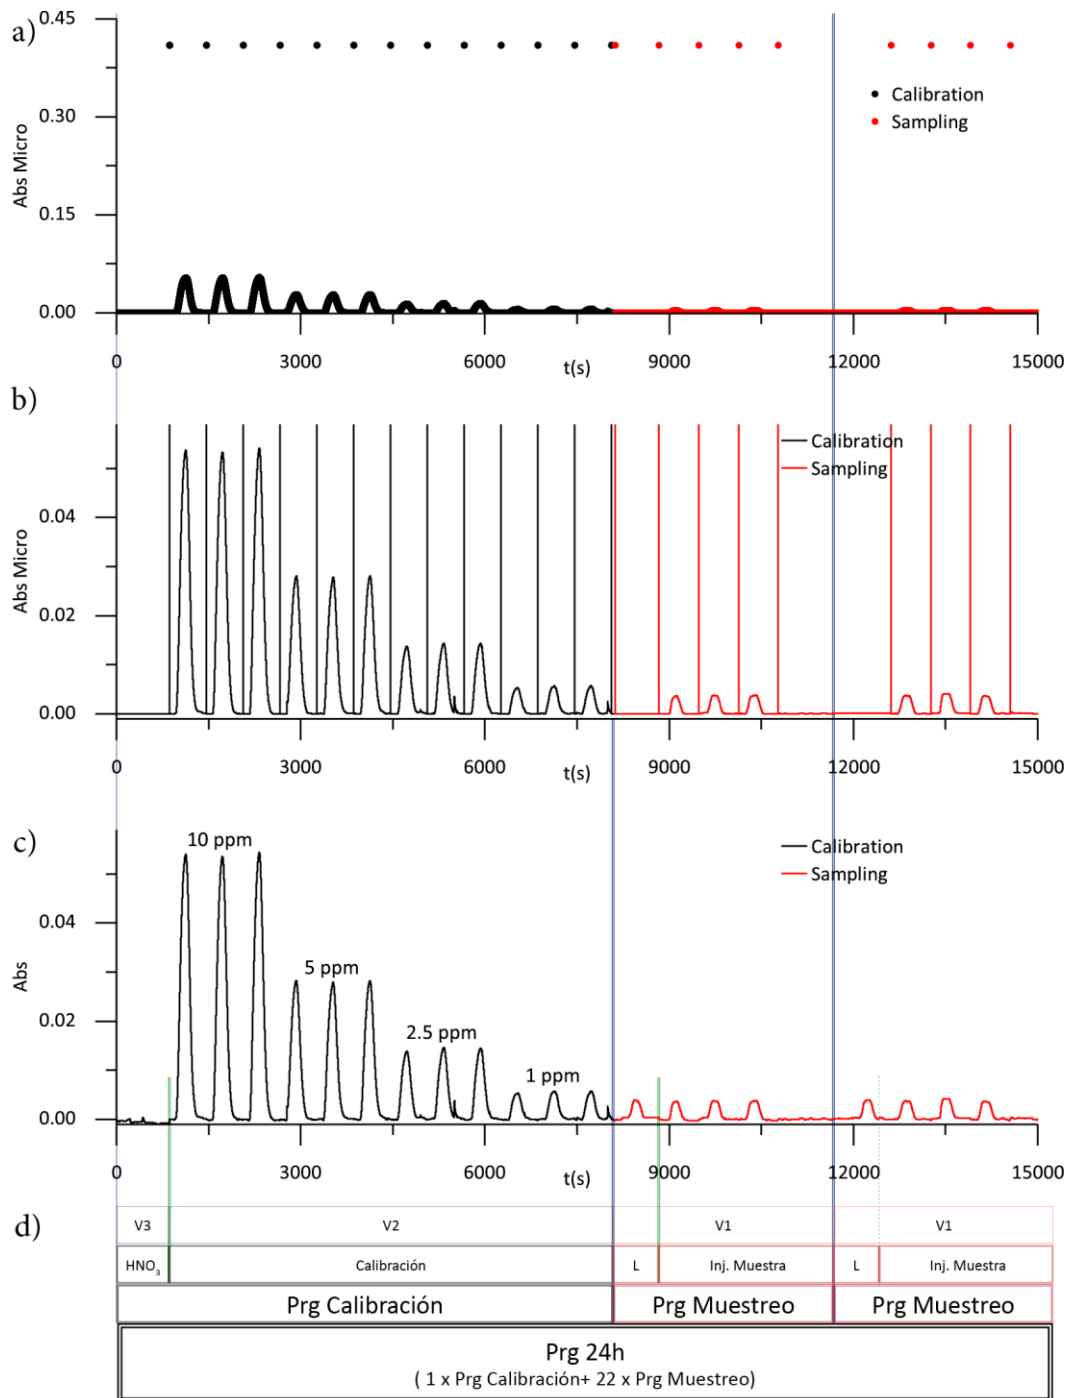 a)
0.45
0.30
0.15
0.00
Abs Micro
Calibration
Sampling
0 3000 6000 9000 12000 15000
t(s)
b)
0.04
0.02
0.00
Abs Micro
Calibration
Sampling
0 3000 6000 9000 12000 15000
t(s)
c)
0.04
0.02
0.00
Abs
10 ppm
5 ppm
2.5 ppm
1 ppm
Calibration
Sampling
0 3000 6000 9000 12000 15000
t(s)
d)
V3 V2 V1 V1
HNO₃ Calibración L Inj. Muestra L Inj. Muestra
Prg Calibración Prg Muestreo Prg Muestreo
Prg 24h
( 1 x Prg Calibración+ 22 x Prg Muestreo)